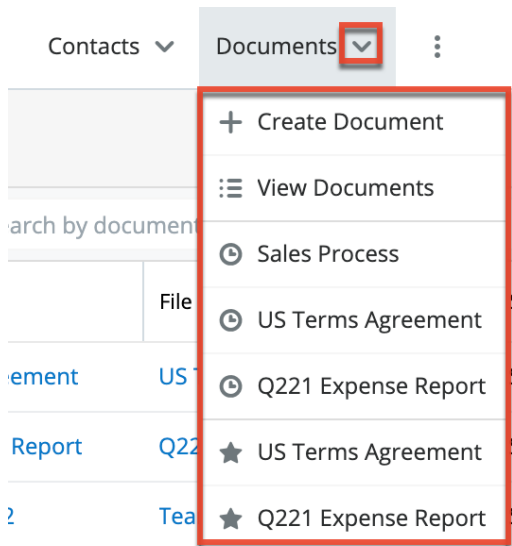 Contacts Documents
Create Document
View Documents
earch by document
Sales Process
File
US Terms Agreement
ement US
Q221 Expense Report
Report Q22
US Terms Agreement
2 Tea
Q221 Expense Report